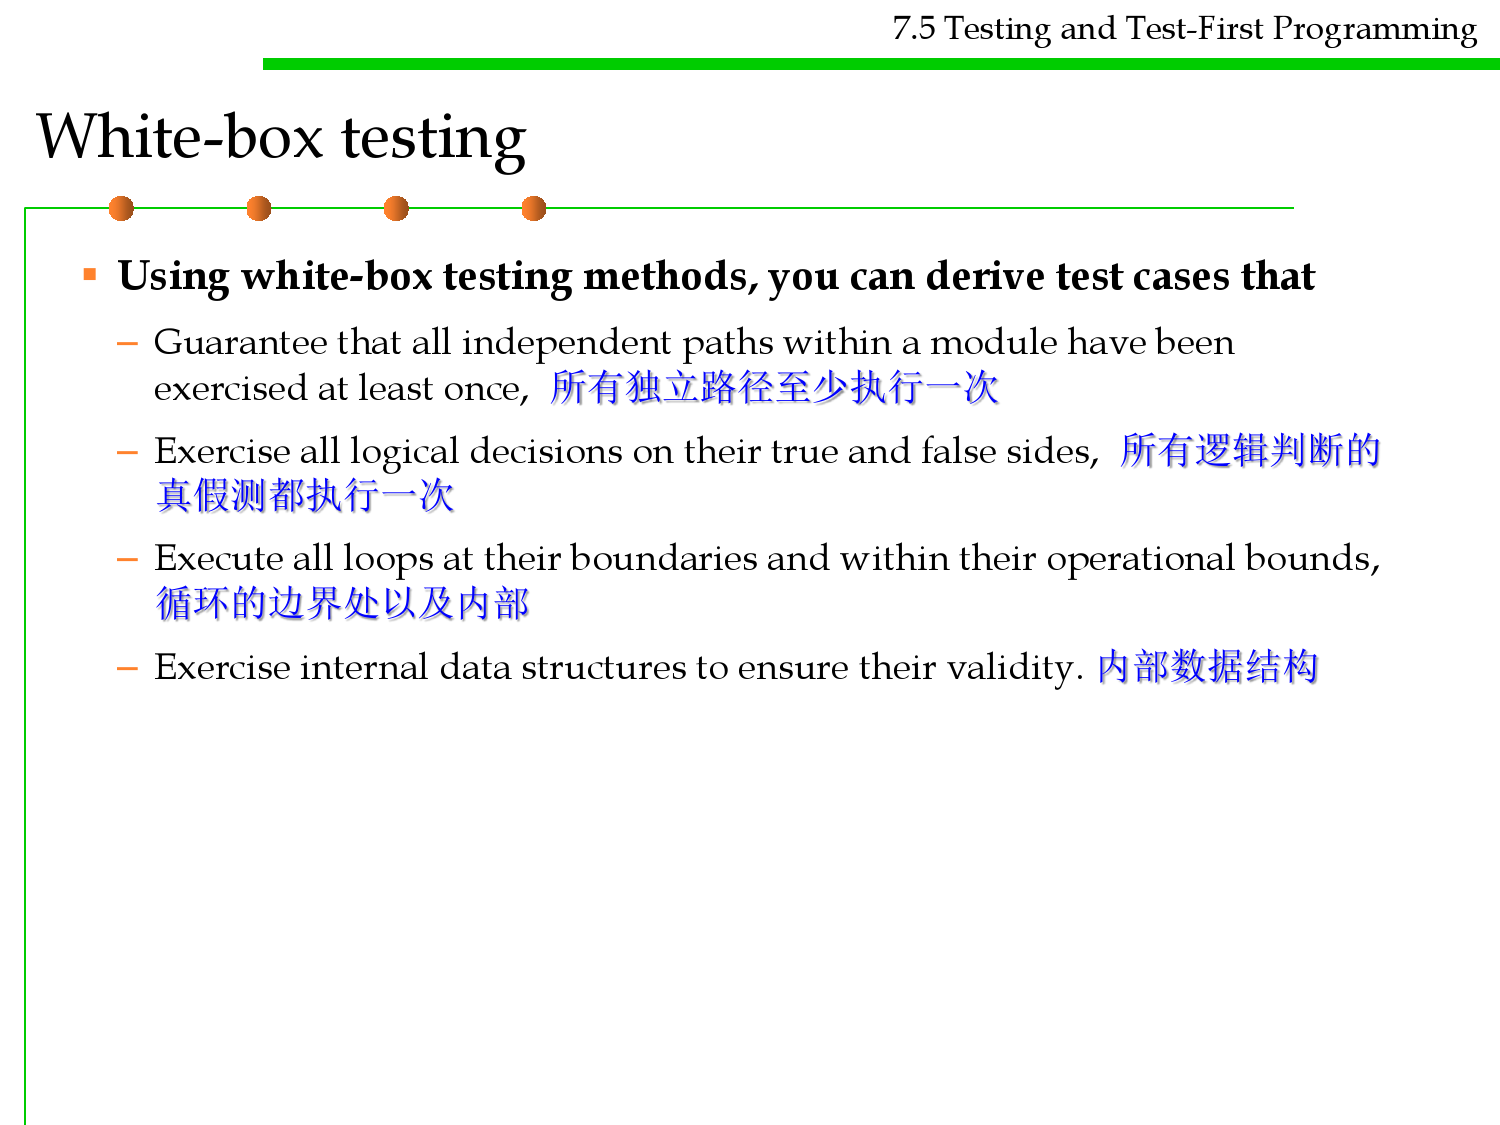 7.5 Testing and Test-First Programming
White-box testing
▪ Using white-box testing methods, you can derive test cases that
– Guarantee that all independent paths within a module have been
exercised at least once, 所有独立路径至少执行一次
– Exercise all logical decisions on their true and false sides, 所有逻辑判断的
真假测都执行一次
– Execute all loops at their boundaries and within their operational bounds,
循环的边界处以及内部
– Exercise internal data structures to ensure their validity. 内部数据结构